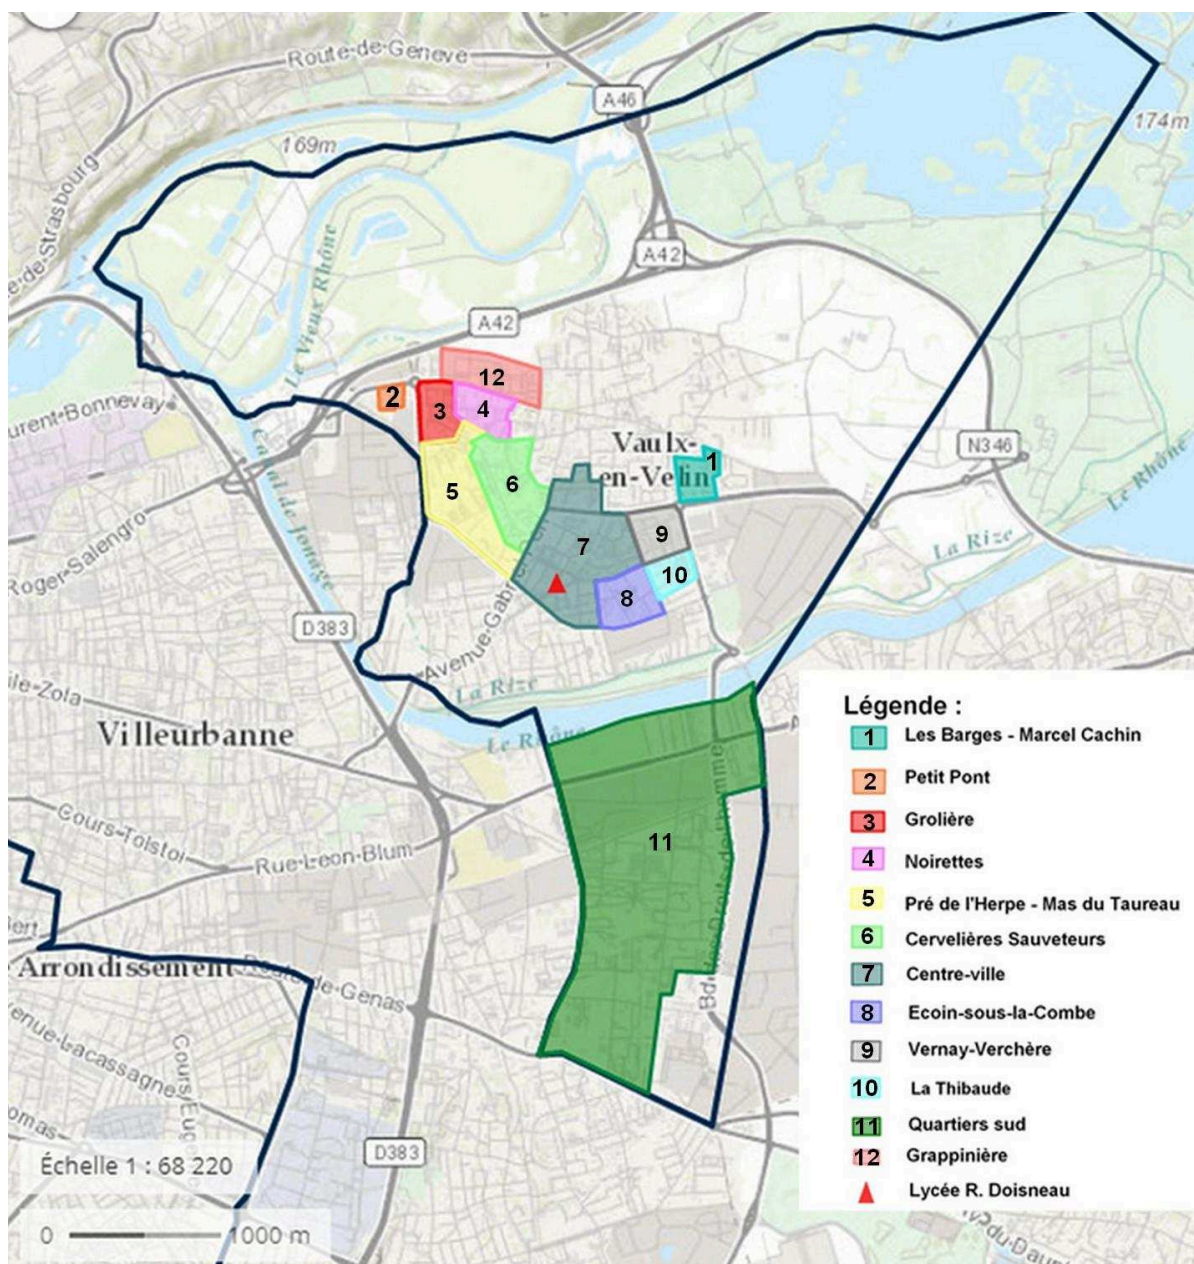 Route-de-Geneve
A46
169m
174m
e-de-Strasbourg
A42
Le Vieux Rhône
A42
12
2
3
4
urent-Bonnevay
Vaulx-
en-Velin
1
N346
Canal de Jonage
5
6
7
9
10
8
Le Rhône
La Rize
Roger-Salengro
D383
Avenue-Gabr
La Rize
ile-Zola
Villeurbanne
Le Rhône
11
Cours-Tolstoi
Rue-Leon-Blum
Arrondissement
Route-de-Genas
enue-Lacassagne
Cours Eug
omas
D383
Échelle 1 : 68 220
0
1000 m
Légende :
1 Les Barges - Marcel Cachin
2 Petit Pont
3 Grolière
4 Noirettes
5 Pré de l'Herpe - Mas du Taureau
6 Cervelières Sauveteurs
7 Centre-ville
8 Ecoin-sous-la-Combe
9 Vernay-Verchère
10 La Thibaude
11 Quartiers sud
12 Grappinière
Lycée R. Doisneau